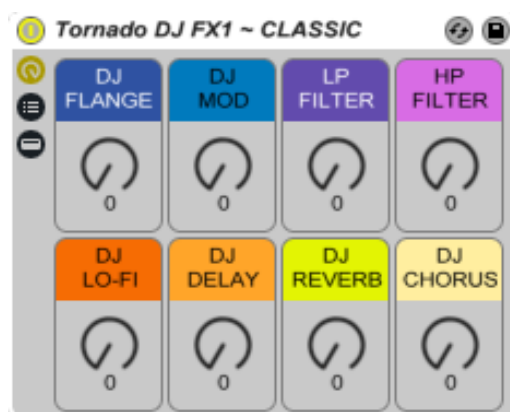 Tornado DJ FX1 ~ CLASSIC
DJ FLANGE
DJ MOD
LP FILTER
HP FILTER
0
0
0
0
DJ LO-FI
DJ DELAY
DJ REVERB
DJ CHORUS
0
0
0
0